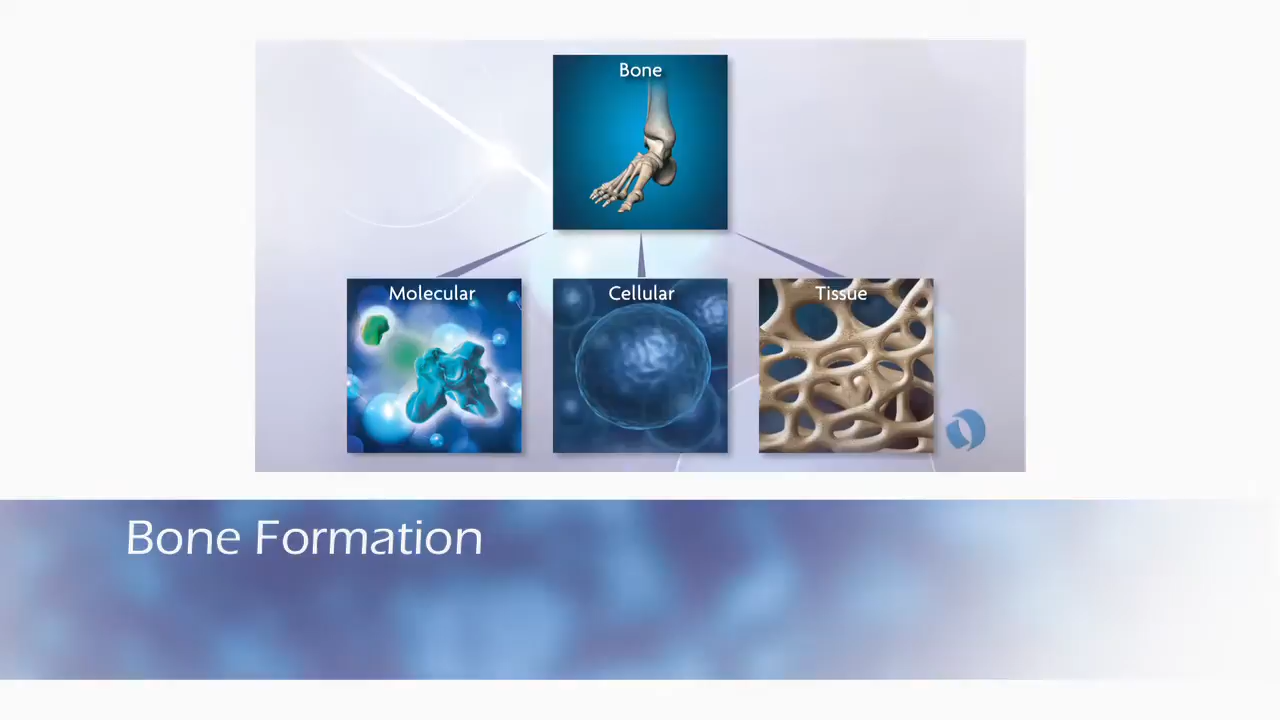 Bone
Molecular
Cellular
Tissue
Bone Formation